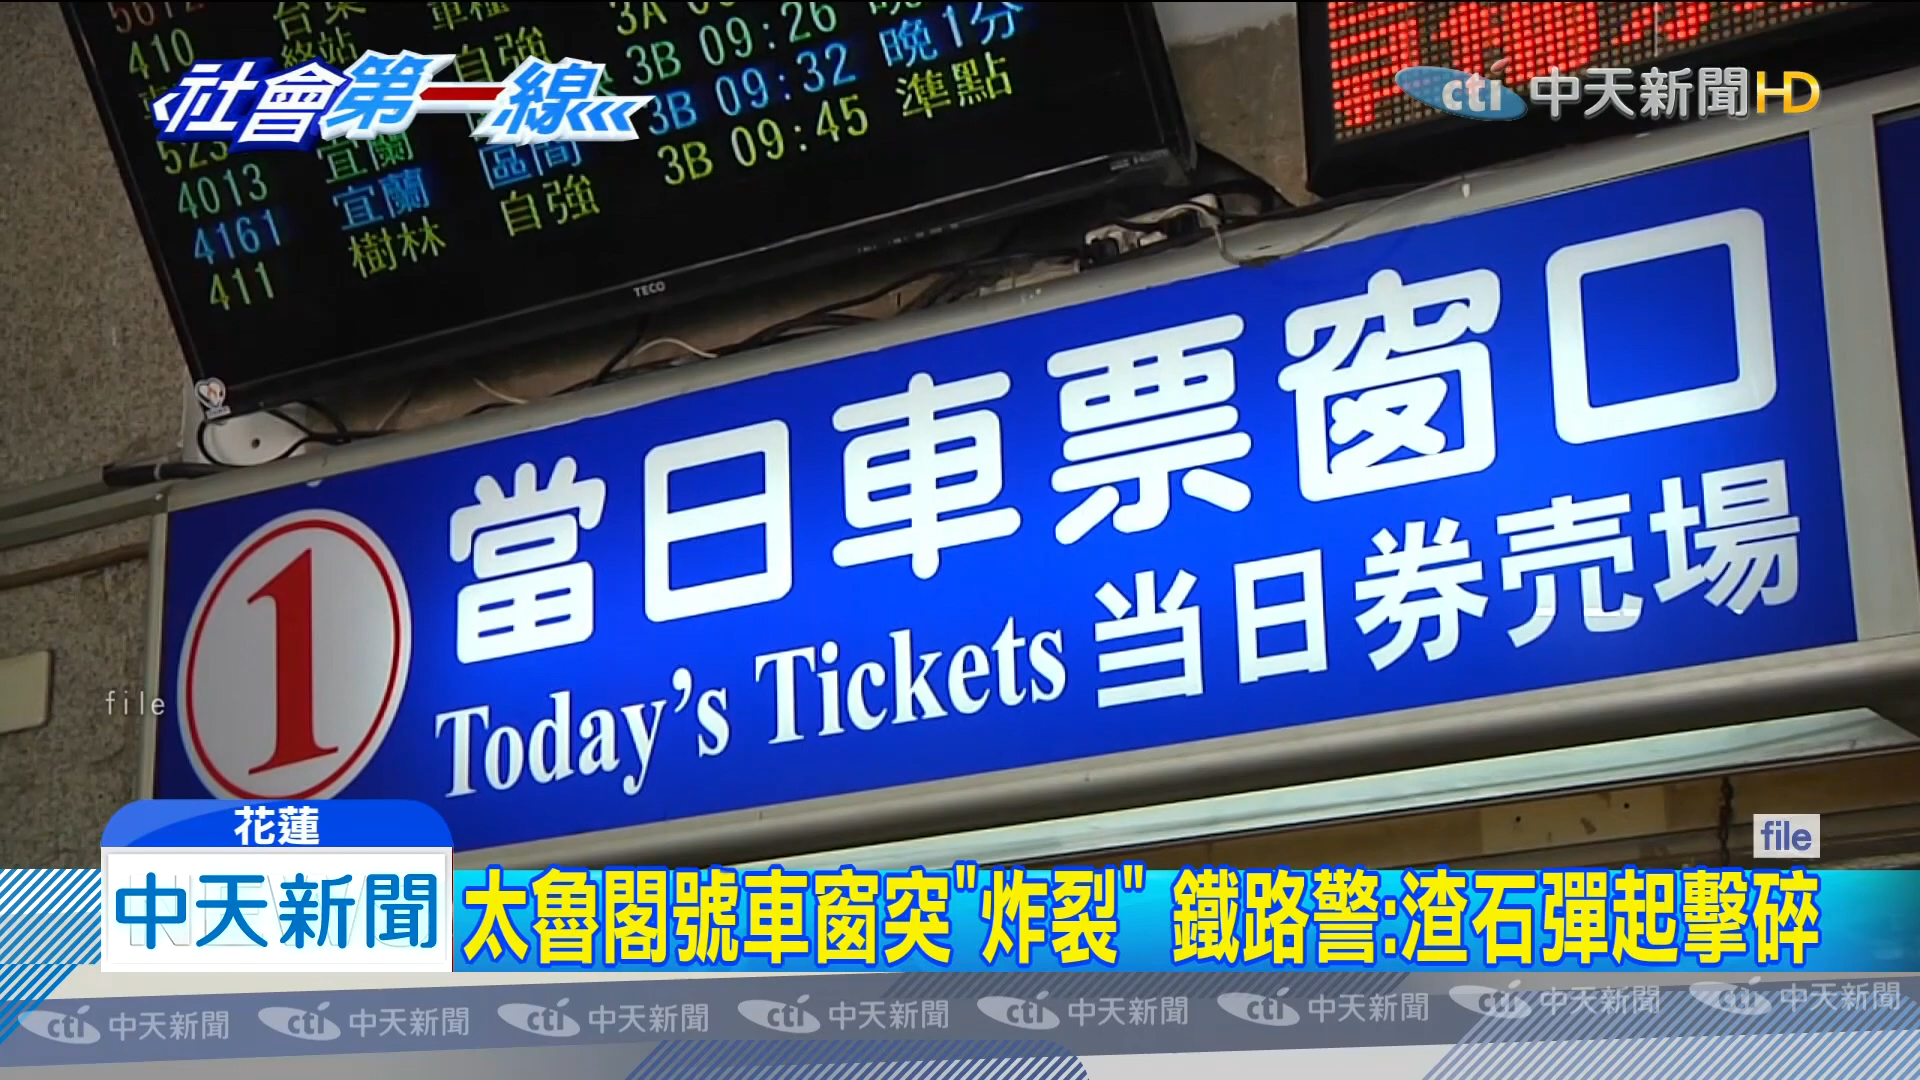 5612 台東
410 終站 自強 3A
3B 09:26
523 宜蘭 3B 09:32 晚1分
4013 宜蘭 區間 3B 09:45 準點
4161 樹林 自強
411
社會第一線
cti 中天新聞HD
TECO
1 當日車票窗口
Today's Tickets 当日券売場
file
file
花蓮
中天新聞
太魯閣號車窗突"炸裂" 鐵路警:渣石彈起擊碎
cti 中天新聞 cti 中天新聞 cti 中天新聞 cti 中天新聞 cti 中天新聞 cti 中天新聞 cti 中天新聞 cti 中天新聞